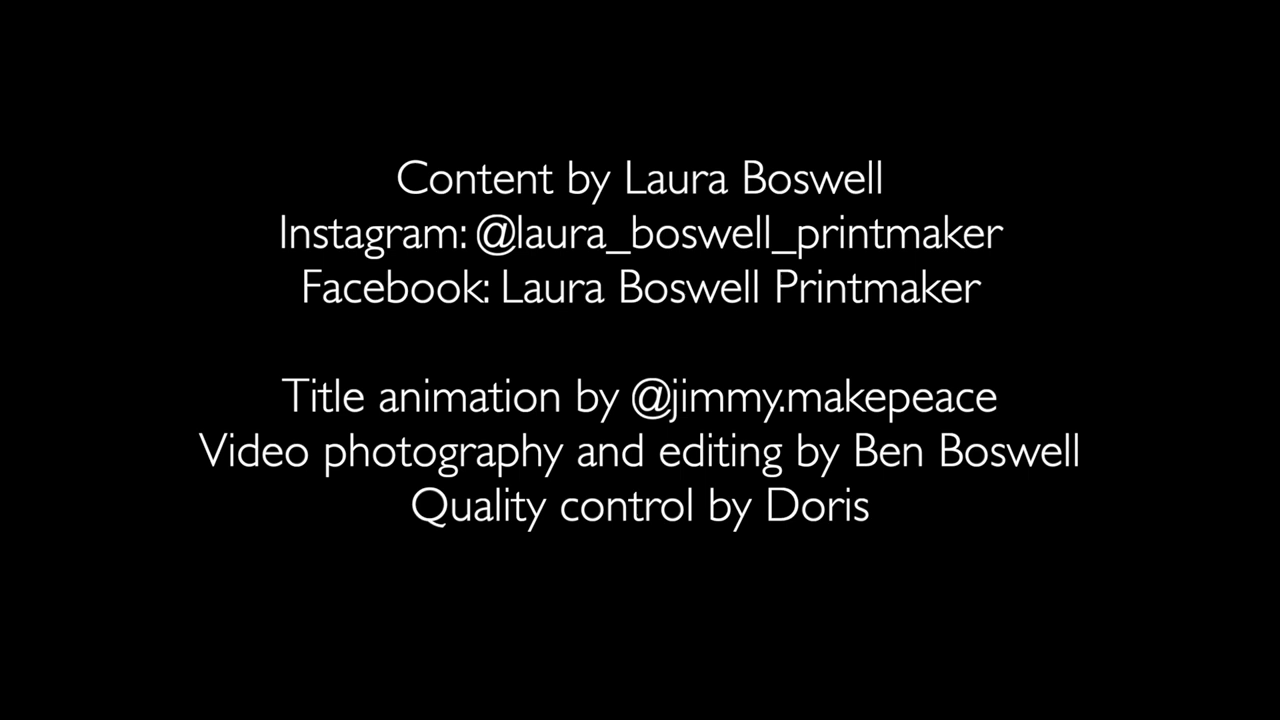 Content by Laura Boswell
Instagram: @laura_boswell_printmaker
Facebook: Laura Boswell Printmaker
Title animation by @jimmy.makepeace
Video photography and editing by Ben Boswell
Quality control by Doris